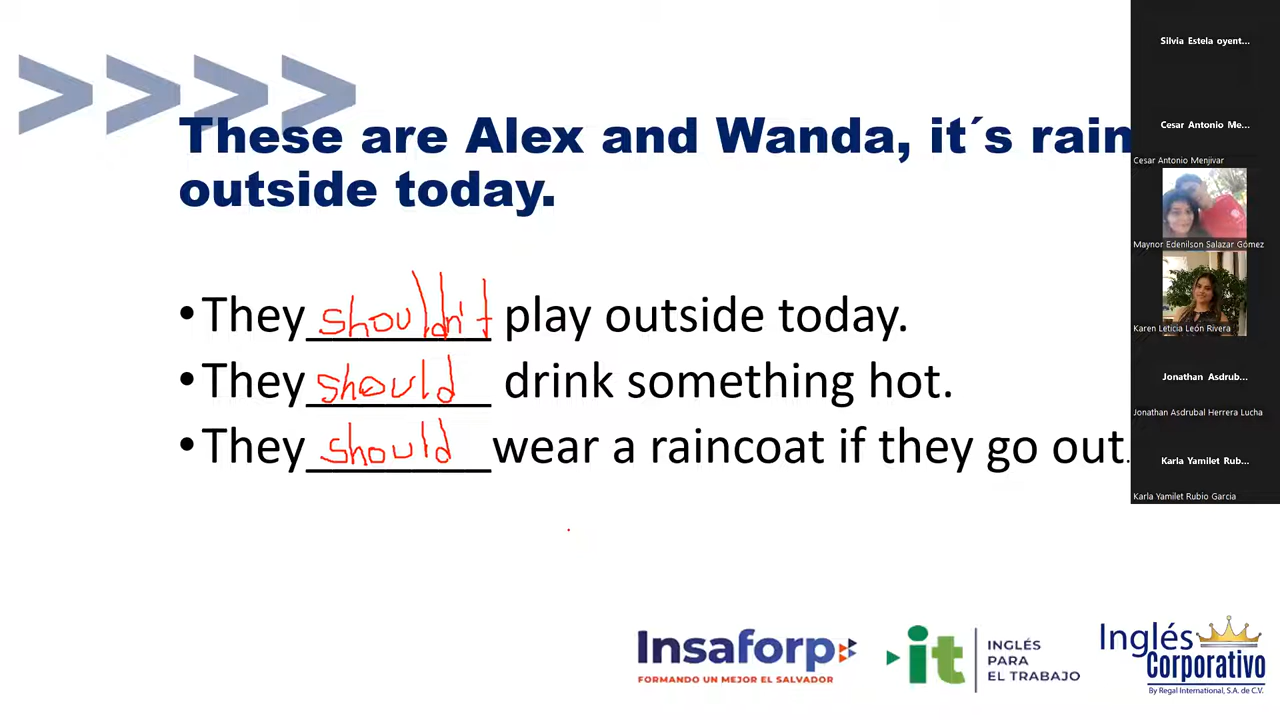 These are Alex and Wanda, it´s rain
outside today.
•They shouldn't play outside today.
•They should drink something hot.
•They should wear a raincoat if they go out.
Silvia Estela oyent...
Cesar Antonio Me...
Cesar Antonio Menjivar
Maynor Edenilson Salazar Gómez
Karen Leticia León Rivera
Jonathan Asdrub...
Jonathan Asdrubal Herrera Lucha
Karla Yamilet Rub...
Karla Yamilet Rubio Garcia
Insaforp
FORMANDO UN MEJOR EL SALVADOR
it
INGLÉS
PARA
EL TRABAJO
Inglés
Corporativo
By Regal International, S.A. de C.V.